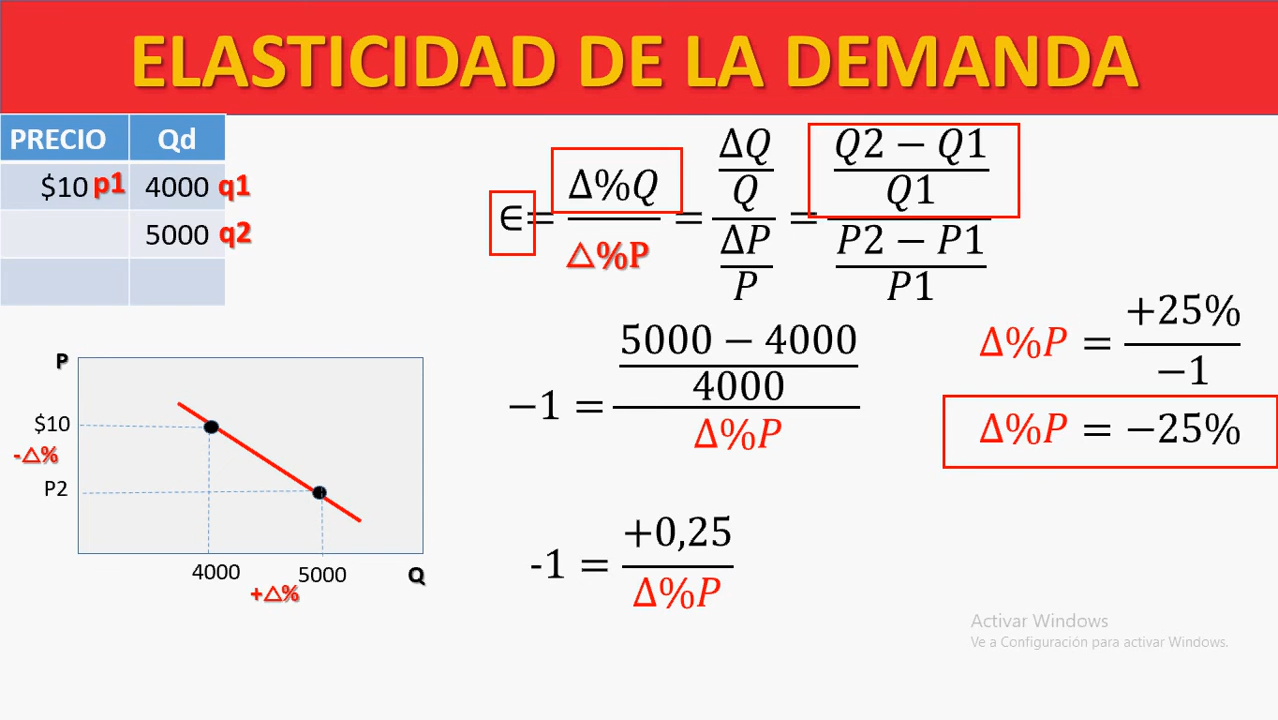 ELASTICIDAD DE LA DEMANDA
PRECIO Qd
$10 p1 4000 q1
5000 q2
∈ = Δ%Q / △%P = (ΔQ / Q) / (ΔP / P) = ((Q2 − Q1) / Q1) / ((P2 − P1) / P1)
−1 = ((5000 − 4000) / 4000) / Δ%P
-1 = +0,25 / Δ%P
Δ%P = +25% / −1
Δ%P = −25%
P
$10
-△%
P2
4000 5000 Q
+△%
Activar Windows
Ve a Configuración para activar Windows.